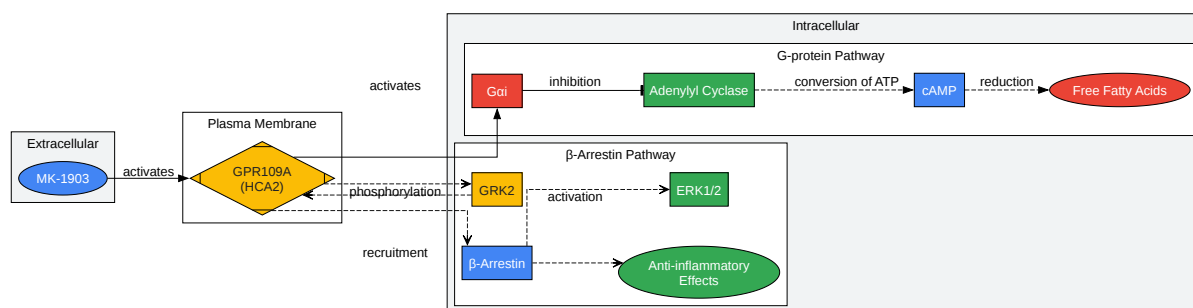 Intracellular
G-protein Pathway
activates
Gαi
inhibition
Adenylyl Cyclase
conversion of ATP
cAMP
reduction
Free Fatty Acids
Extracellular
MK-1903
activates
Plasma Membrane
GPR109A
(HCA2)
β-Arrestin Pathway
phosphorylation
GRK2
activation
ERK1/2
recruitment
β-Arrestin
Anti-inflammatory
Effects